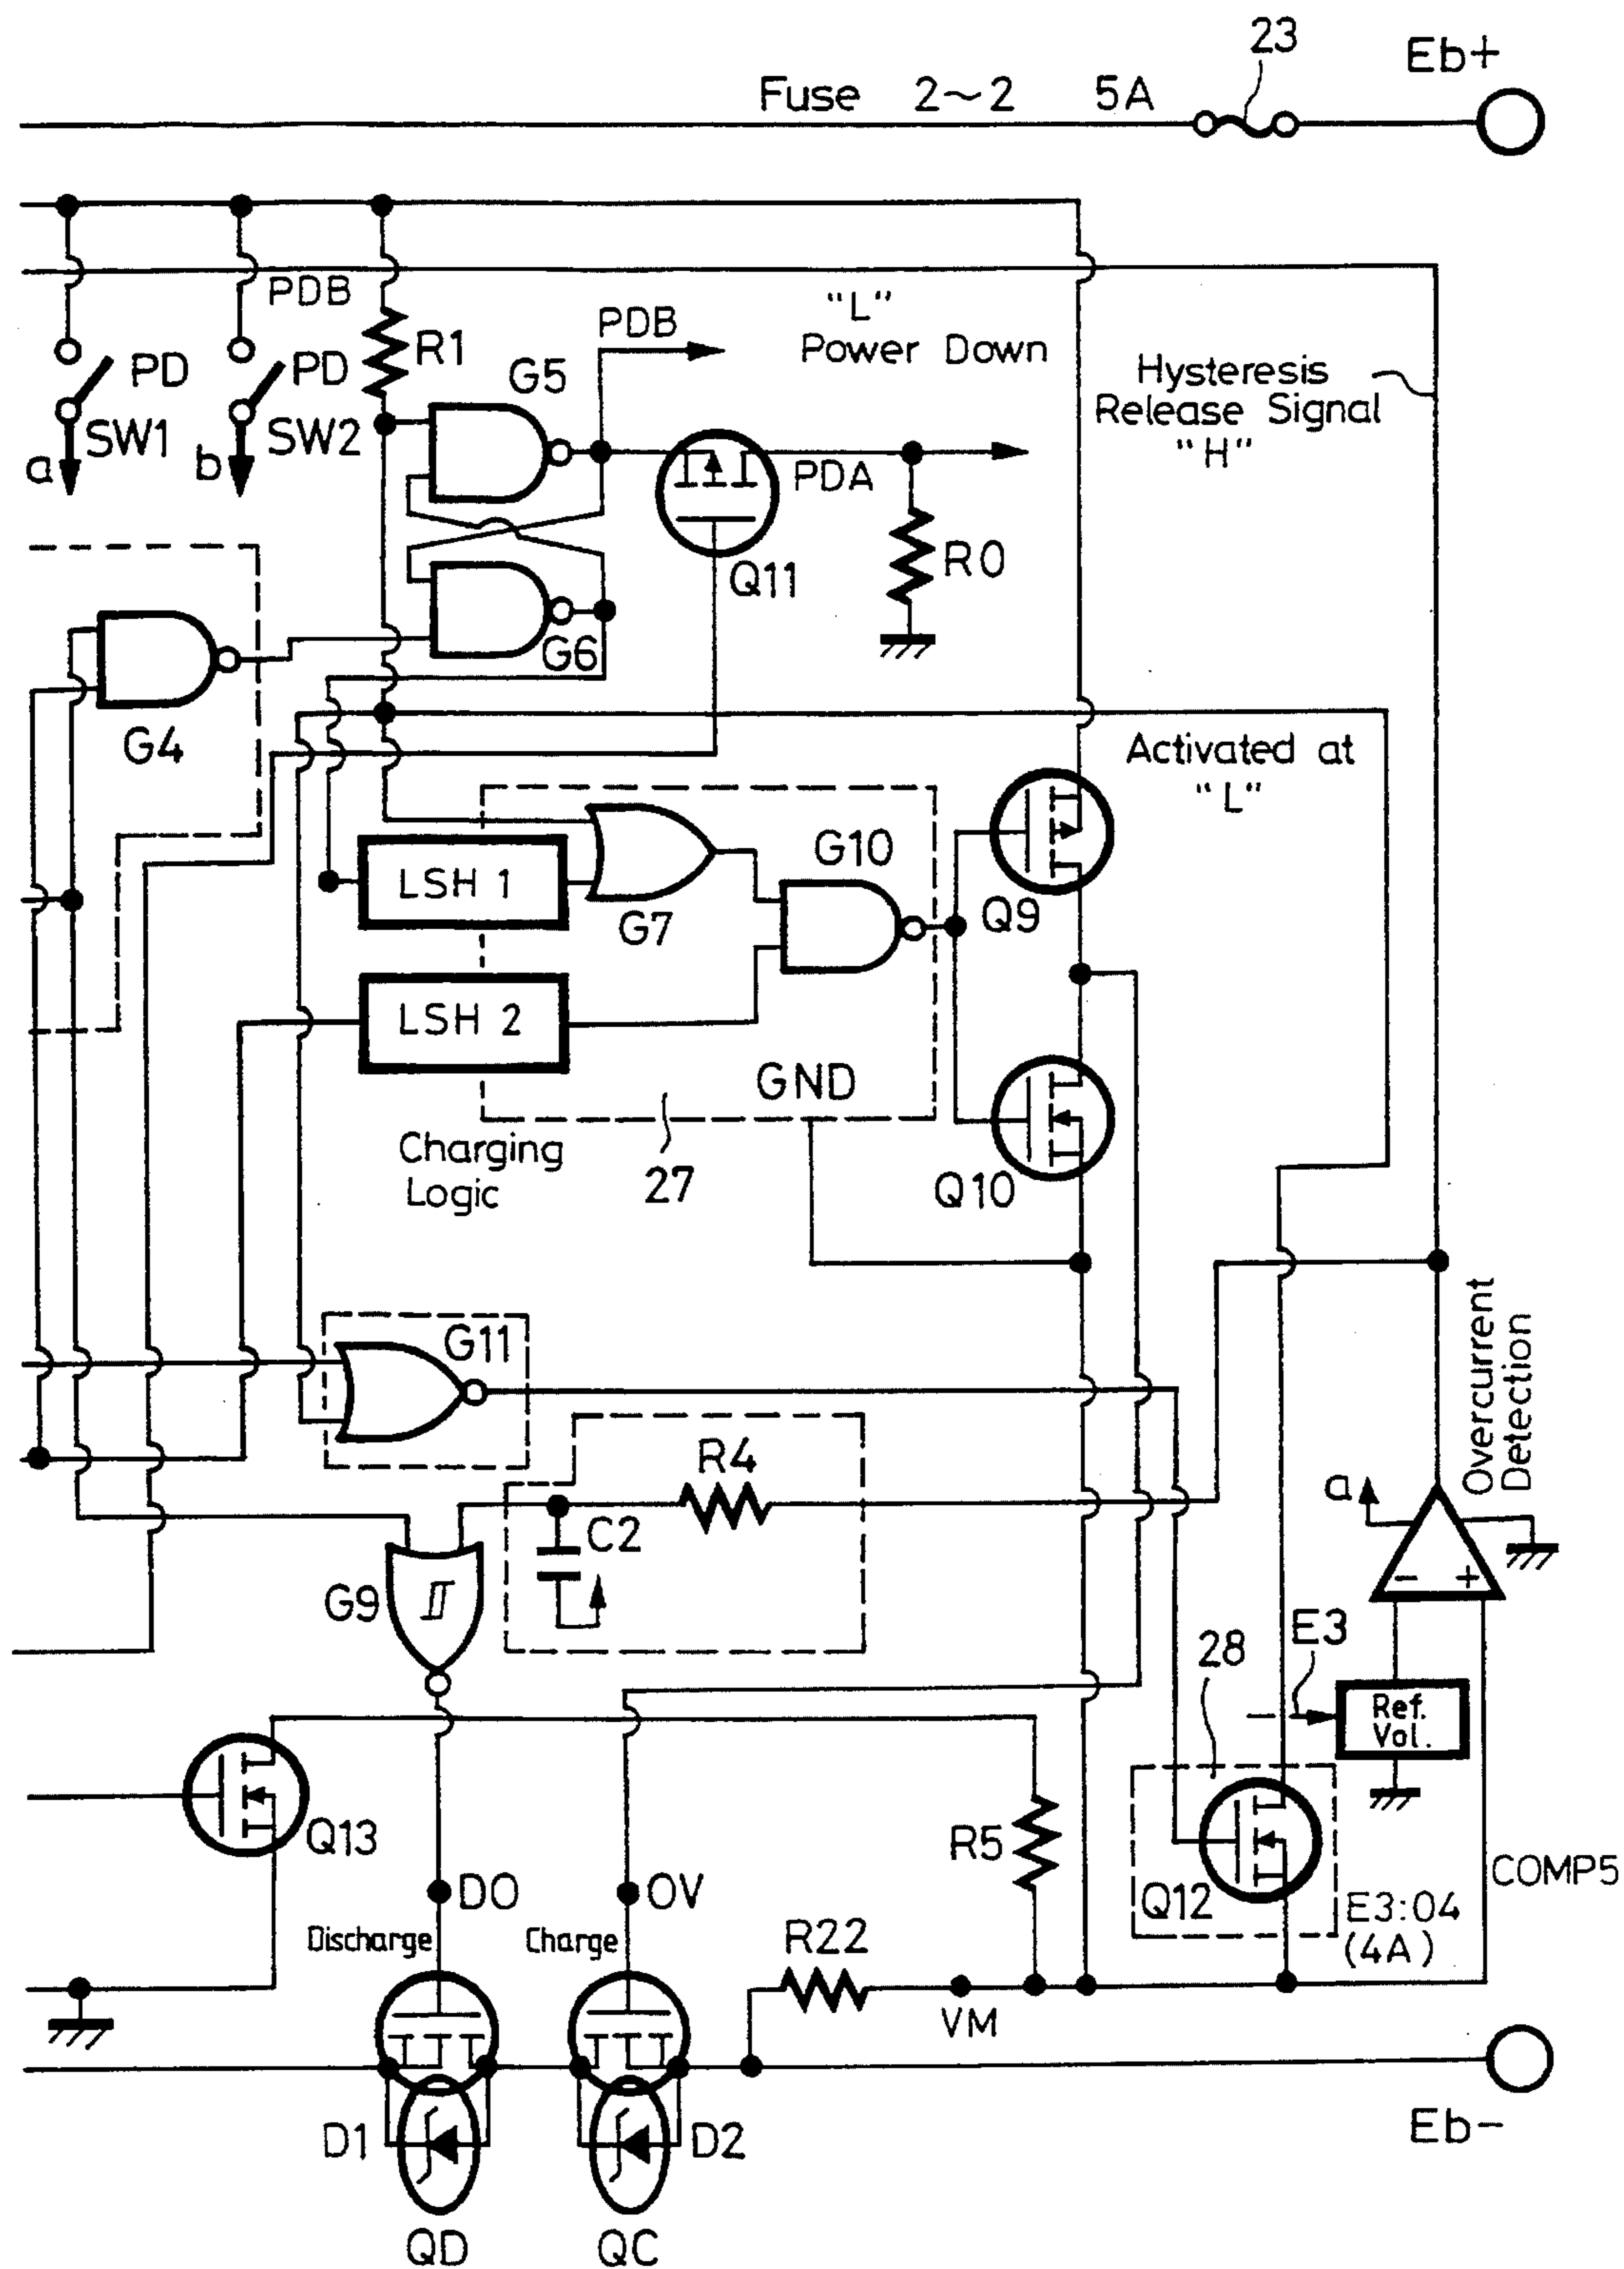 23
Eb+
Fuse 2~2 5A
PDB
PD
SW1
a
PD
SW2
b
R1
G5
PDB
"L"
Power Down
Hysteresis
Release Signal
"H"
PDA
Q11
R0
G6
G4
Activated at
"L"
LSH 1
G7
G10
Q9
LSH 2
GND
Charging
Logic
27
Q10
G11
Overcurrent
Detection
R4
C2
a
G9
- +
28
E3
Ref.
Vol.
Q13
R5
Q12
COMP5
E3:04
(4A)
DO
OV
Discharge
Charge
R22
VM
D1
D2
Eb-
QD
QC